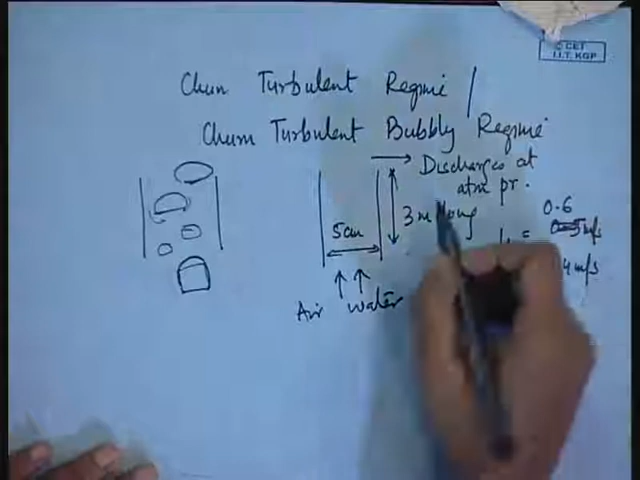 © CET
I.I.T. KGP
Churn Turbulent Regime /
Churn Turbulent Bubbly Regime
Discharges at
atm pr.
3m long
5cm
0.6
m/s
4 m/s
Air water